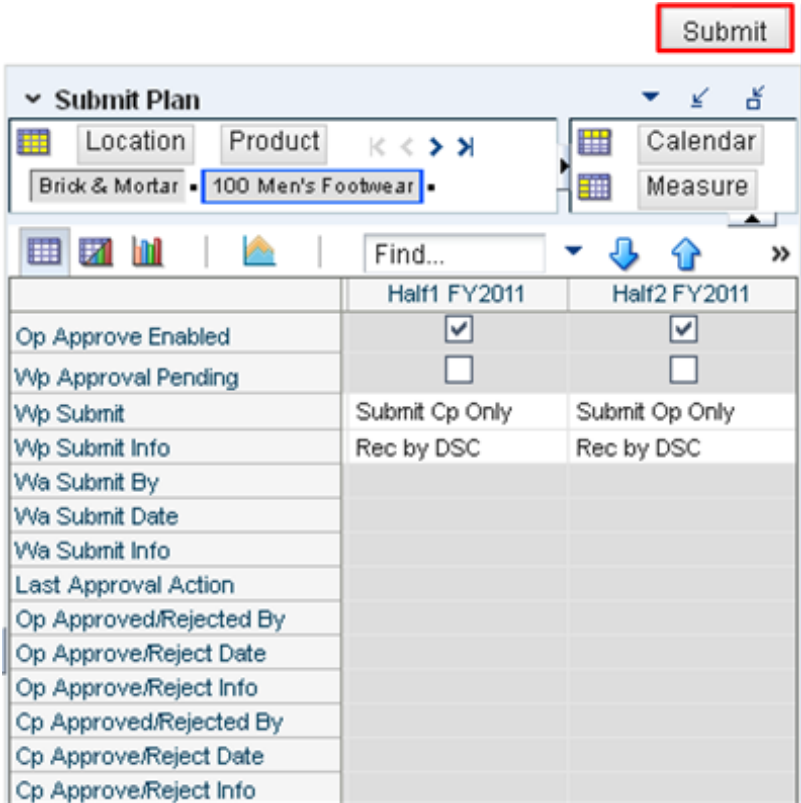 Submit
Submit Plan
Location Product Calendar
Brick & Mortar 100 Men's Footwear Measure
Find...
Half1 FY2011 Half2 FY2011
Op Approve Enabled
Wp Approval Pending
Wp Submit Submit Cp Only Submit Op Only
Wp Submit Info Rec by DSC Rec by DSC
Wa Submit By
Wa Submit Date
Wa Submit Info
Last Approval Action
Op Approved/Rejected By
Op Approve/Reject Date
Op Approve/Reject Info
Cp Approved/Rejected By
Cp Approve/Reject Date
Cp Approve/Reject Info